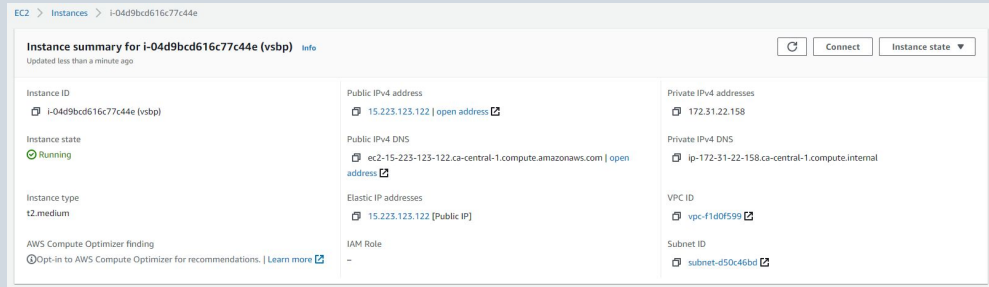 EC2 > Instances > i-04d9bcd616c77c44e
Instance summary for i-04d9bcd616c77c44e (vsbp) Info
Updated less than a minute ago
Connect
Instance state
Instance ID
i-04d9bcd616c77c44e (vsbp)
Public IPv4 address
15.223.123.122 | open address
Private IPv4 addresses
172.31.22.158
Instance state
Running
Public IPv4 DNS
ec2-15-223-123-122.ca-central-1.compute.amazonaws.com | open
address
Private IPv4 DNS
ip-172-31-22-158.ca-central-1.compute.internal
Instance type
t2.medium
Elastic IP addresses
15.223.123.122 [Public IP]
VPC ID
vpc-f1d0f599
AWS Compute Optimizer finding
Opt-in to AWS Compute Optimizer for recommendations. | Learn more
IAM Role
–
Subnet ID
subnet-d50c46bd